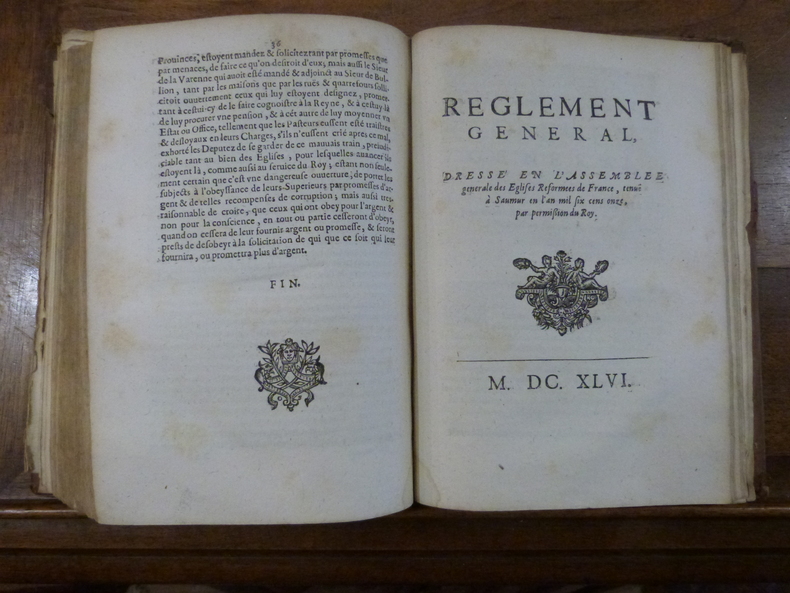 56
Prouinces, estoyent mandez & sollicitez tant par promesses que
par menaces, de faire ce qu'on desiroit d'eux, mais aussi le Sieur
de la Varenne qui auoit esté mandé & adjoinct au Sieur de Bul-
lion, tant par les maisons que par les ruës & quarrefours solli-
citoit ouuertement ceux qui luy estoyent designez, prome-
tant à cestui-cy de le faire cognoistre à la Reyne, & à cestuy là
de luy procurer vne pension, & à cét autre de luy moyenner vn
Estat ou Office, tellement que les Pasteurs eussent esté traistres
& desloyaux en leurs Charges, s'ils n'eussent crié apres ce mal,
exhorté les Deputez de se garder de ce mauuais train, preiudi-
ciable tant au bien des Eglises, pour lesquelles auancer ils
estoyent là, comme aussi au seruice du Roy; estant non seule-
ment certain que c'est vne dangereuse ouuerture, de porter les
subjects à l'obeyssance de leurs Superieurs par promesses d'ar-
gent & de telles recompenses de corruption, mais aussi tres-
raisonnable de croire, que ceux qui ont obey pour l'argent &
non pour la conscience, en tout ou partie cesseront d'obeyr,
quand on cessera de leur fournis argent ou promesse, & seront
prests de desobeyr à la solicitation de qui que ce soit qui leur
fournira, ou promettra plus d'argent.
FIN.
REGLEMENT
GENERAL,
DRESSE EN L'ASSEMBLEE
generale des Eglises Reformees de France, tenuë
à Saumur en l'an mil six cens onze,
par permission du Roy.
M. DC. XLVI.